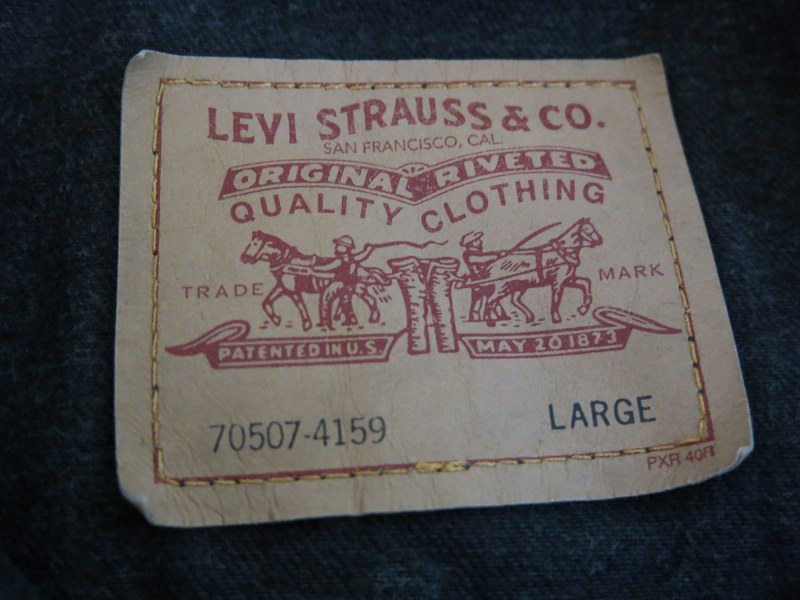 LEVI STRAUSS & CO.
SAN FRANCISCO, CAL.
ORIGINAL RIVETED
QUALITY CLOTHING
TRADE MARK
PATENTED IN U.S. MAY 20 1873
70507-4159 LARGE
PXR 40R